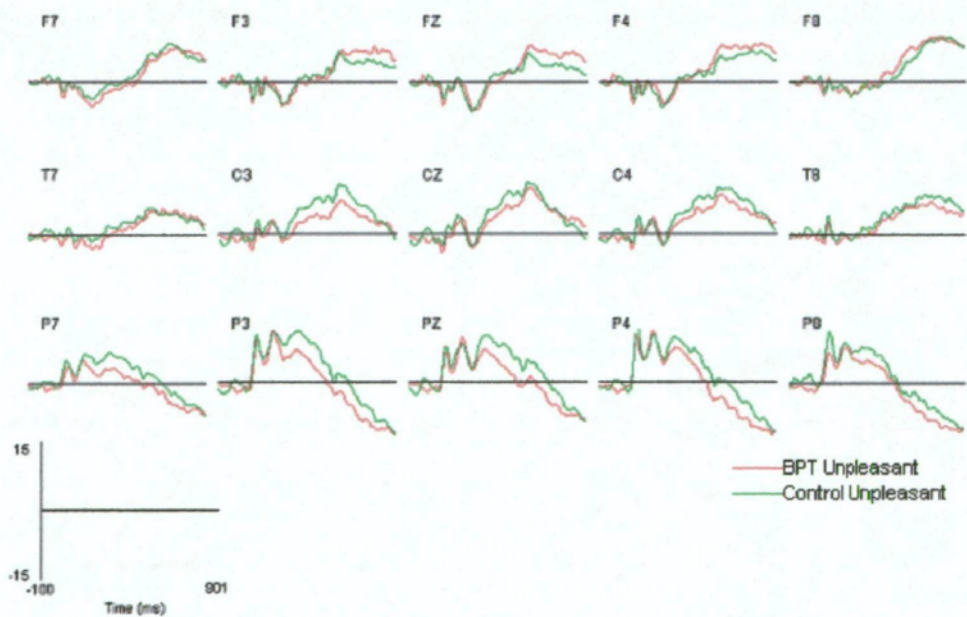 F7 F3 FZ F4 F8
T7 C3 CZ C4 T8
P7 P3 PZ P4 P8
15
-15
-100 901
Time (ms)
BPT Unpleasant
Control Unpleasant